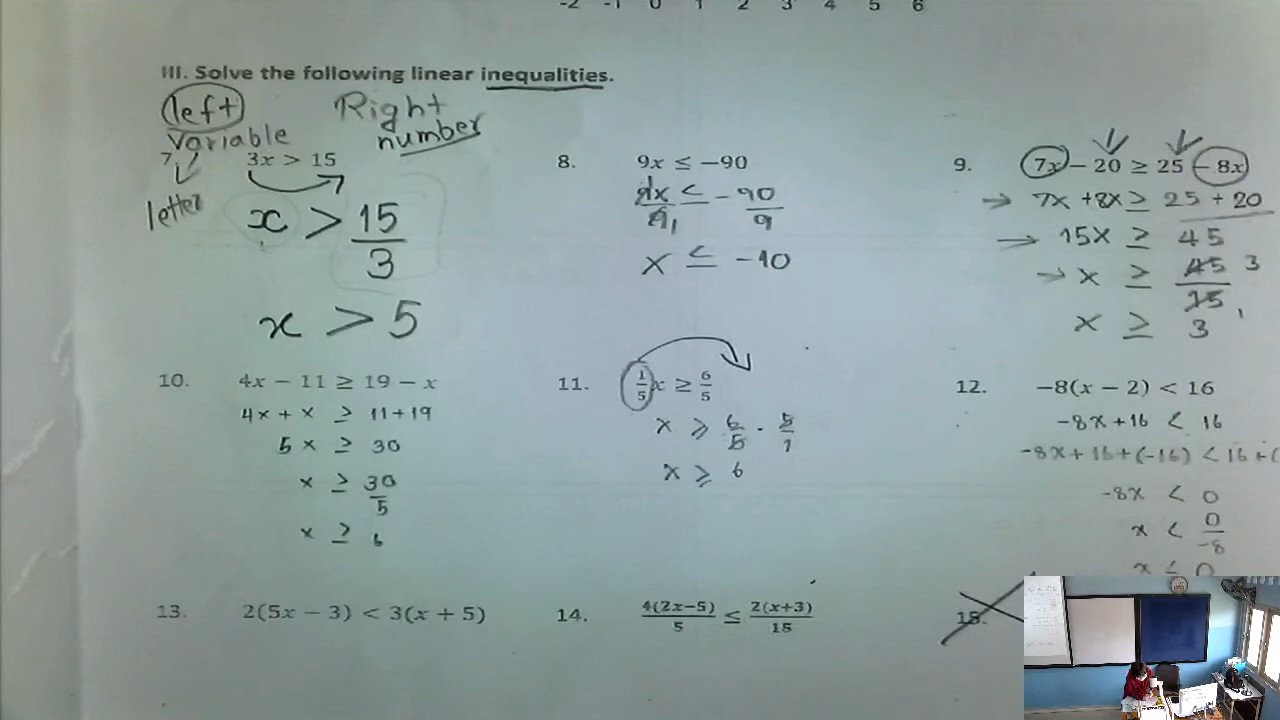 -2 -1 0 1 2 3 4 5 6
III. Solve the following linear inequalities.
left Right
variable number
7 3x > 15
letter
x > 15/3
x > 5
8. 9x ≤ −90
9x/9 ≤ -90/9
1
x ≤ -10
9. 7x − 20 ≥ 25 − 8x
7x + 8x ≥ 25 + 20
15x ≥ 45
x ≥ 45/15 3
1
x ≥ 3
10. 4x − 11 ≥ 19 − x
4x + x ≥ 11+19
5x ≥ 30
x ≥ 30/5
x ≥ 6
11. 1/5 x ≥ 6/5
x ≥ 6/5 · 5/1
x ≥ 6
12. −8(x − 2) < 16
-8x+16 < 16
-8x+16+(-16) < 16+(
-8x < 0
x < 0/-8
x < 0
13. 2(5x − 3) < 3(x + 5)
14. 4(2x−5)/5 ≤ 2(x+3)/15
15.